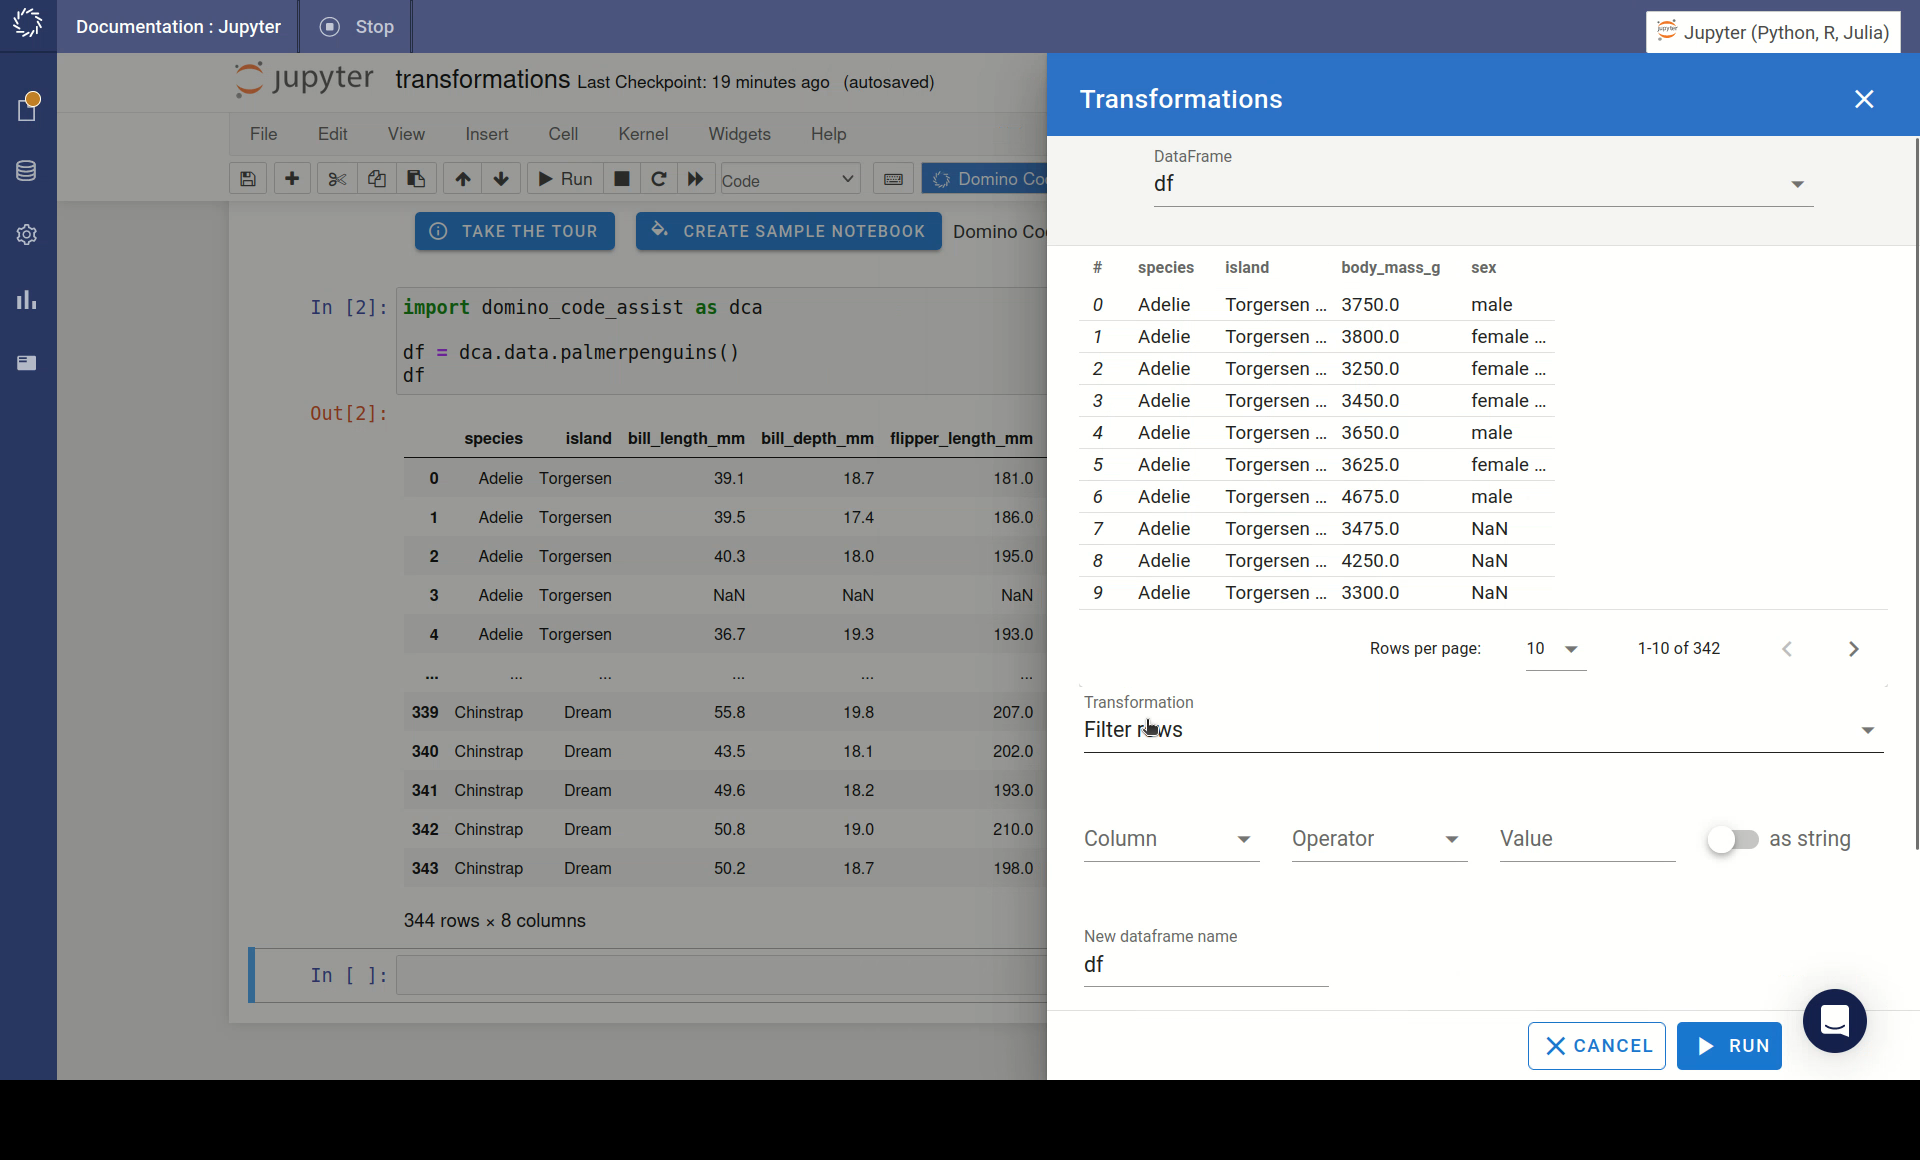 Documentation : Jupyter
Stop
Jupyter (Python, R, Julia)
jupyter transformations Last Checkpoint: 19 minutes ago (autosaved)
File Edit View Insert Cell Kernel Widgets Help
Run Code Domino Co
TAKE THE TOUR CREATE SAMPLE NOTEBOOK Domino Co
In [2]: import domino_code_assist as dca
df = dca.data.palmerpenguins()
df
Out[2]:
species island bill_length_mm bill_depth_mm flipper_length_mm
0 Adelie Torgersen 39.1 18.7 181.0
1 Adelie Torgersen 39.5 17.4 186.0
2 Adelie Torgersen 40.3 18.0 195.0
3 Adelie Torgersen NaN NaN NaN
4 Adelie Torgersen 36.7 19.3 193.0
... ... ... ... ... ...
339 Chinstrap Dream 55.8 19.8 207.0
340 Chinstrap Dream 43.5 18.1 202.0
341 Chinstrap Dream 49.6 18.2 193.0
342 Chinstrap Dream 50.8 19.0 210.0
343 Chinstrap Dream 50.2 18.7 198.0
344 rows × 8 columns
In [ ]:
Transformations
DataFrame
df
# species island body_mass_g sex
0 Adelie Torgersen ... 3750.0 male
1 Adelie Torgersen ... 3800.0 female ...
2 Adelie Torgersen ... 3250.0 female ...
3 Adelie Torgersen ... 3450.0 female ...
4 Adelie Torgersen ... 3650.0 male
5 Adelie Torgersen ... 3625.0 female ...
6 Adelie Torgersen ... 4675.0 male
7 Adelie Torgersen ... 3475.0 NaN
8 Adelie Torgersen ... 4250.0 NaN
9 Adelie Torgersen ... 3300.0 NaN
Rows per page: 10 1-10 of 342
Transformation
Filter rows
Column Operator Value as string
New dataframe name
df
CANCEL RUN